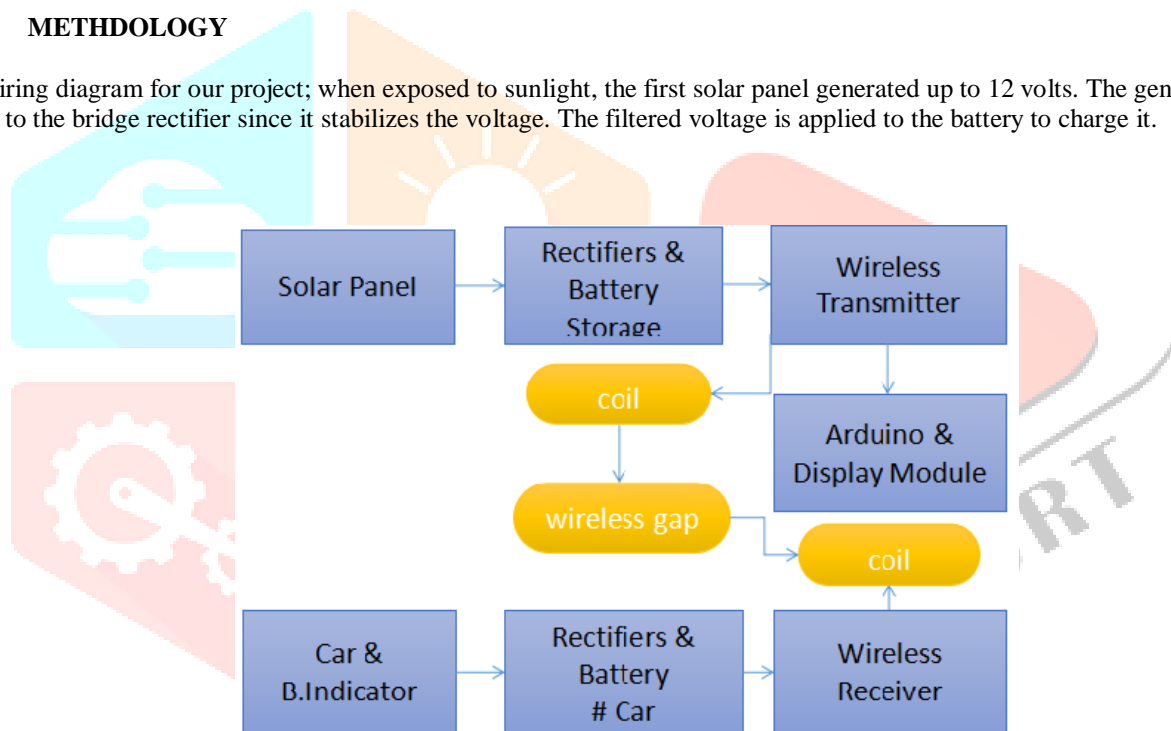 METHDOLOGY
iring diagram for our project; when exposed to sunlight, the first solar panel generated up to 12 volts. The gen
to the bridge rectifier since it stabilizes the voltage. The filtered voltage is applied to the battery to charge it.
Solar Panel
Rectifiers &
Battery
Storage
Wireless
Transmitter
coil
Arduino &
Display Module
wireless gap
coil
Car &
B.Indicator
Rectifiers &
Battery
# Car
Wireless
Receiver